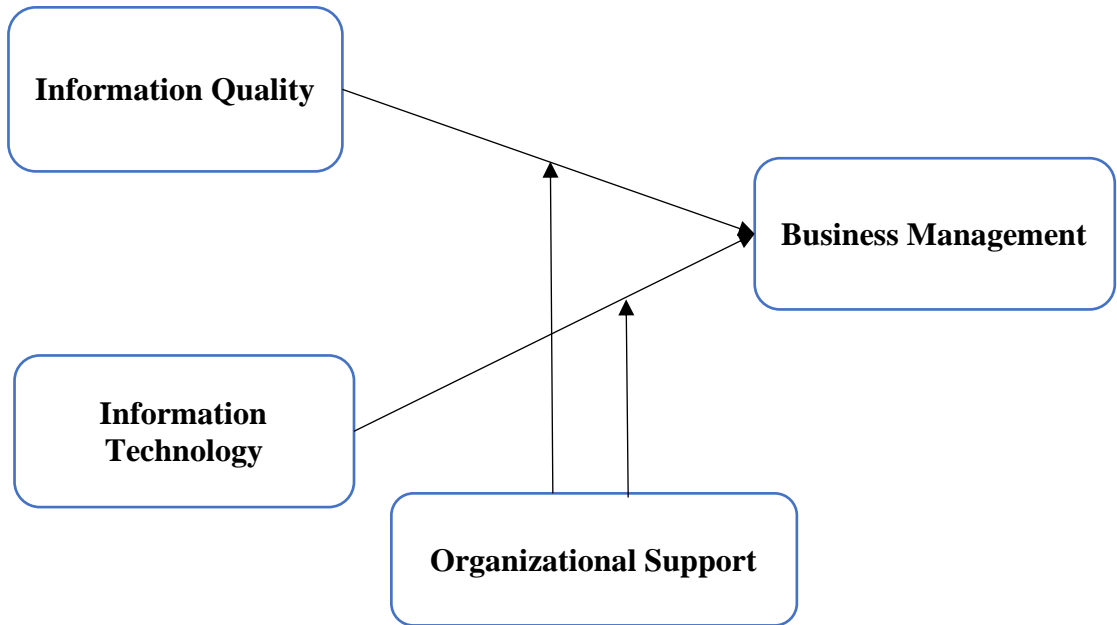 Information Quality
Business Management
Information
Technology
Organizational Support